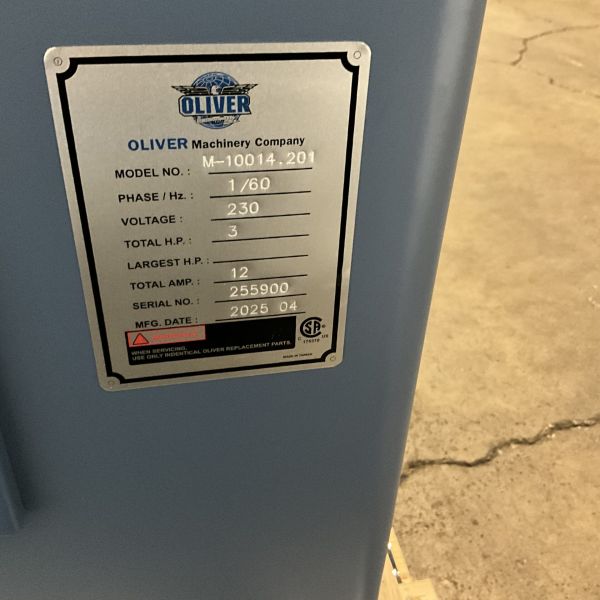 OLIVER
OLIVER Machinery Company
MODEL NO. : M-10014.201
PHASE / Hz. : 1/60
VOLTAGE : 230
TOTAL H.P. : 3
LARGEST H.P. :
TOTAL AMP. : 12
SERIAL NO. : 255900
MFG. DATE : 2025 04
WHEN SERVICING,
USE ONLY INDENTICAL OLIVER REPLACEMENT PARTS.
MADE IN TAIWAN